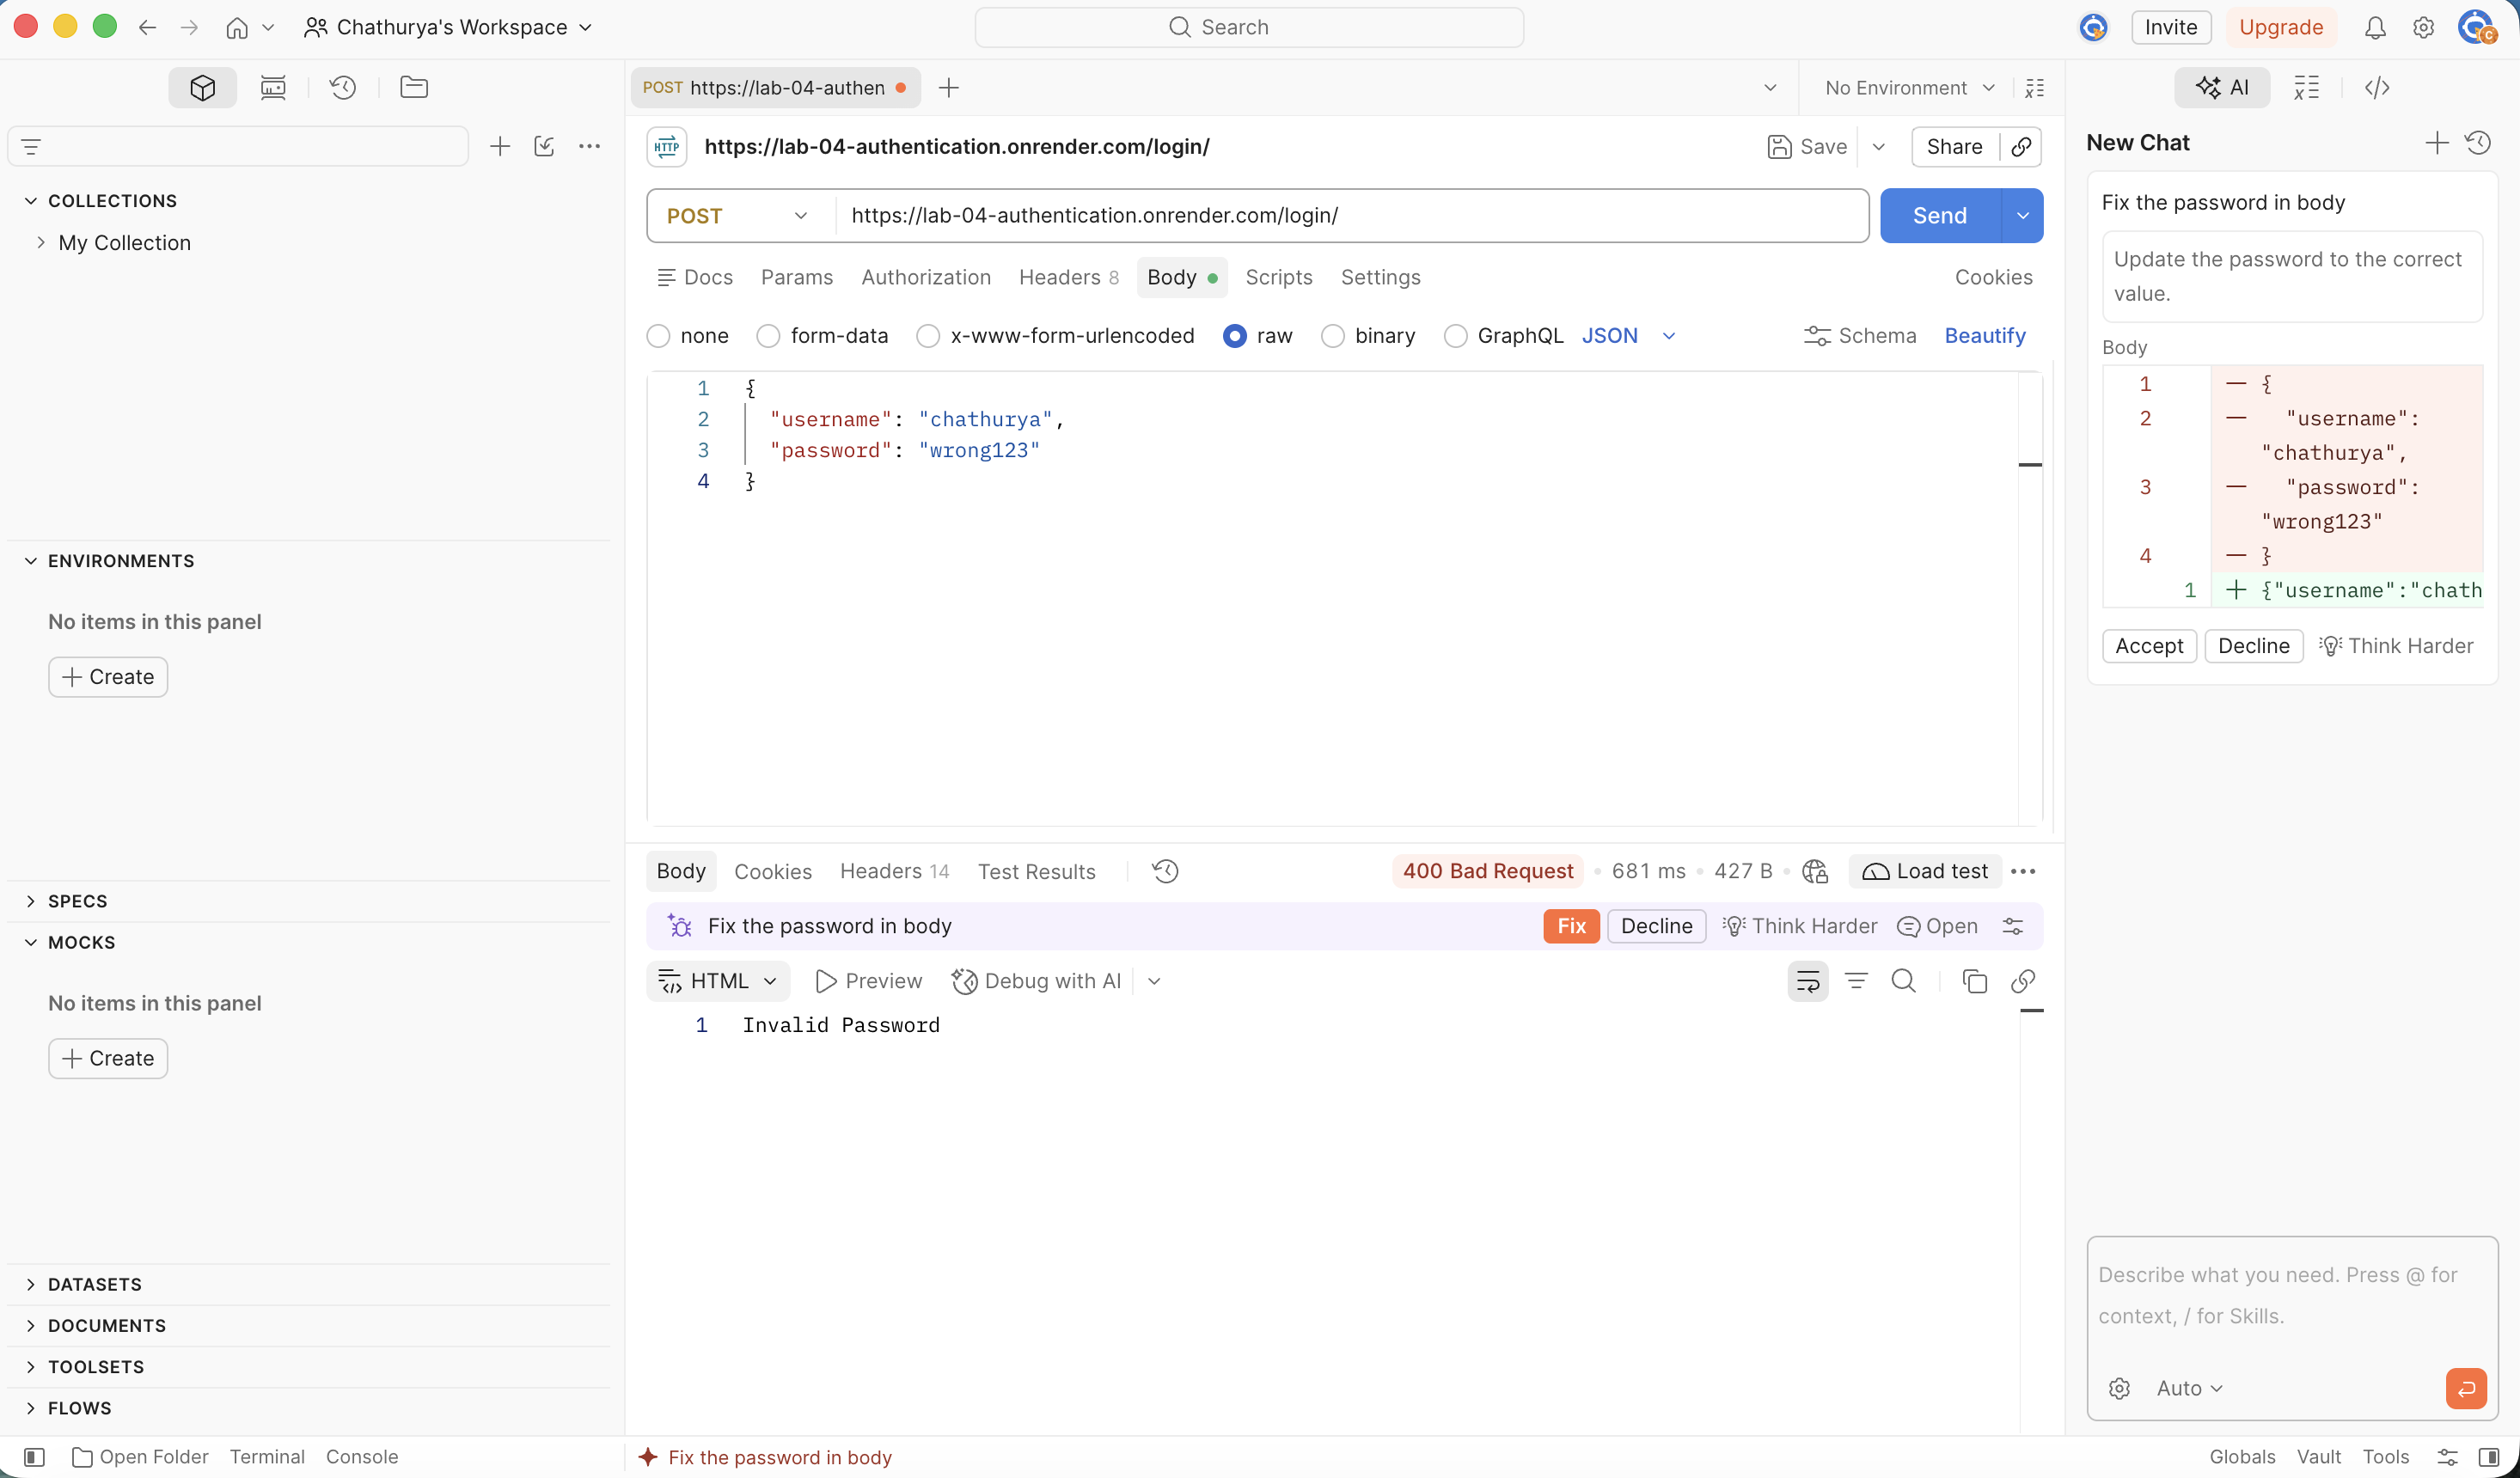 Chathurya's Workspace
Search
Invite
Upgrade
POST https://lab-04-authen
No Environment
AI
HTTP https://lab-04-authentication.onrender.com/login/
Save
Share
New Chat
COLLECTIONS
My Collection
POST
https://lab-04-authentication.onrender.com/login/
Send
Docs
Params
Authorization
Headers 8
Body
Scripts
Settings
Cookies
none
form-data
x-www-form-urlencoded
raw
binary
GraphQL
JSON
Schema
Beautify
1 {
2 "username": "chathurya",
3 "password": "wrong123"
4 }
ENVIRONMENTS
No items in this panel
Create
SPECS
MOCKS
No items in this panel
Create
DATASETS
DOCUMENTS
TOOLSETS
FLOWS
Body
Cookies
Headers 14
Test Results
400 Bad Request
681 ms
427 B
Load test
Fix the password in body
Fix
Decline
Think Harder
Open
HTML
Preview
Debug with AI
1 Invalid Password
Fix the password in body
Update the password to the correct
value.
Body
1 — {
2 — "username":
"chathurya",
3 — "password":
"wrong123"
4 — }
1 + {"username":"chath
Accept
Decline
Think Harder
Describe what you need. Press @ for
context, / for Skills.
Auto
Open Folder
Terminal
Console
Fix the password in body
Globals
Vault
Tools